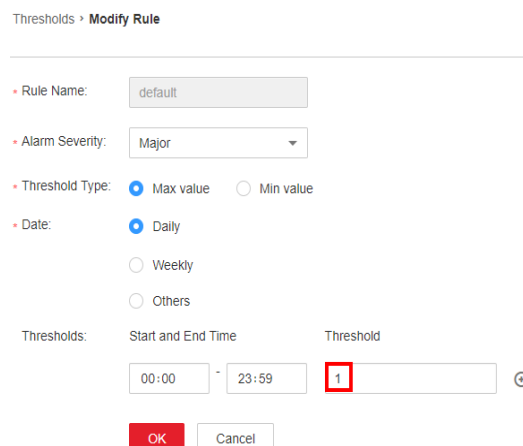 Thresholds › Modify Rule
* Rule Name: default
* Alarm Severity: Major
* Threshold Type: Max value Min value
* Date: Daily
Weekly
Others
Thresholds: Start and End Time Threshold
00:00 - 23:59 1
OK Cancel